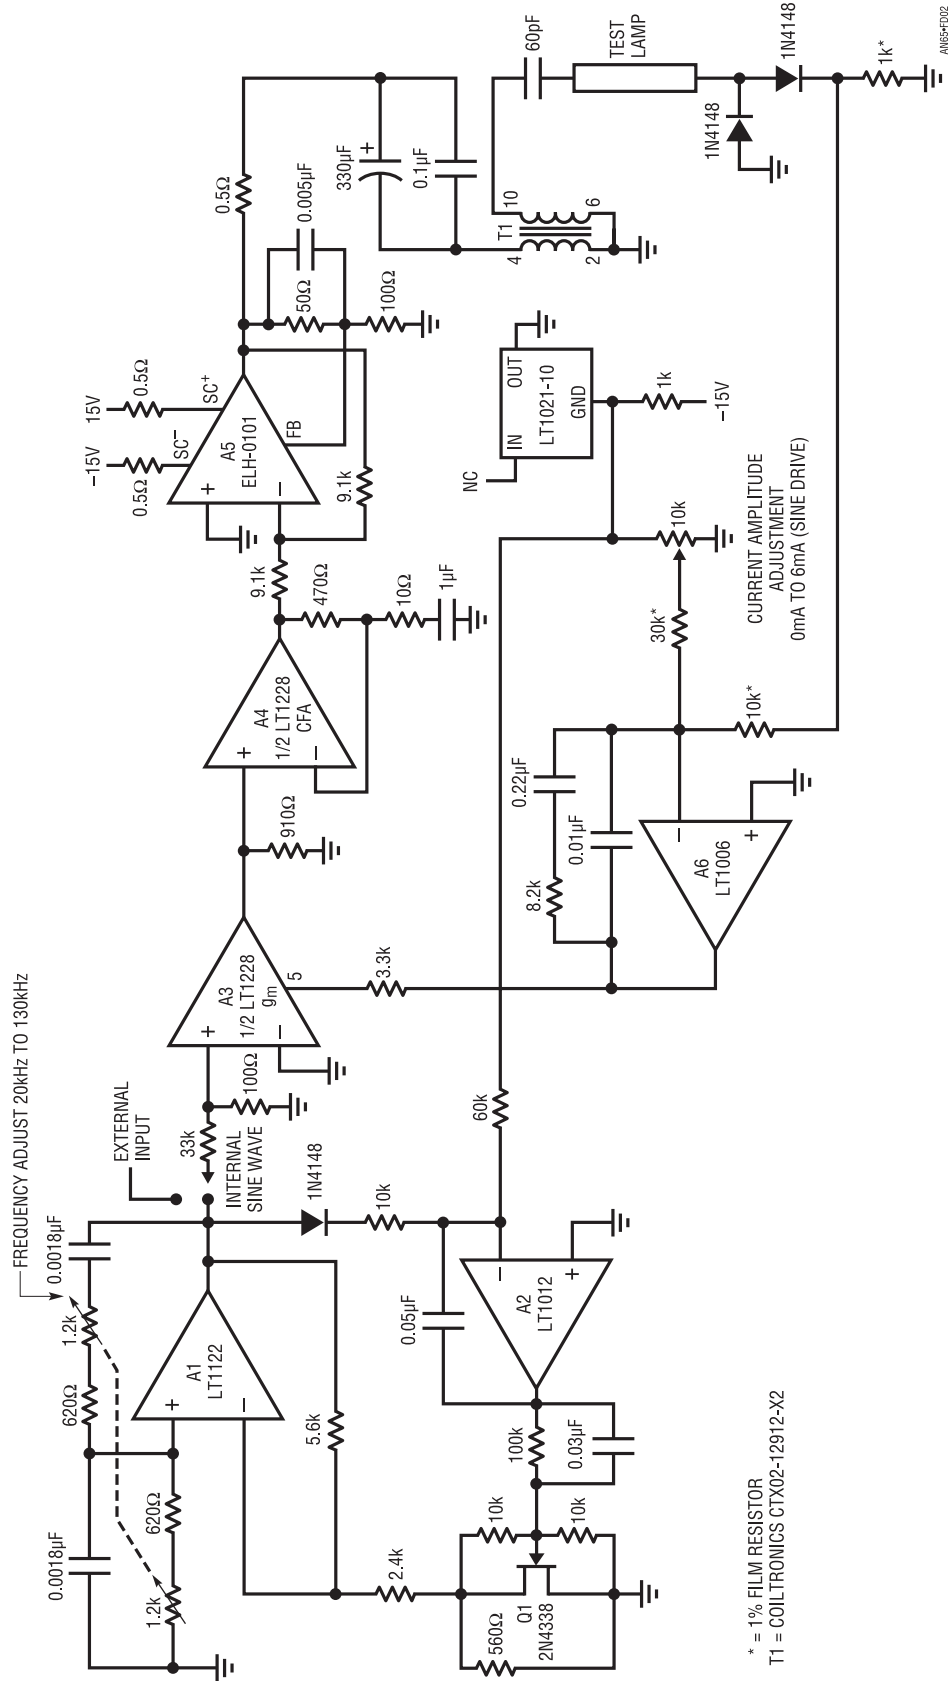 FREQUENCY ADJUST 20kHz TO 130kHz
0.0018µF
1.2k
620Ω
0.0018µF
620Ω
1.2k
+
−
A1
LT1122
5.6k
2.4k
560Ω
Q1
2N4338
10k
10k
100k
0.03µF
A2
LT1012
−
+
0.05µF
10k
1N4148
60k
EXTERNAL
INPUT
INTERNAL
SINE WAVE
33k
100Ω
+
−
A3
1/2 LT1228
gm
5
3.3k
910Ω
+
−
A4
1/2 LT1228
CFA
470Ω
10Ω
1µF
9.1k
9.1k
+
−
A5
ELH-0101
FB
SC−
SC+
−15V
15V
0.5Ω
0.5Ω
50Ω
0.005µF
100Ω
0.5Ω
330µF
+
0.1µF
T1
4
2
10
6
60pF
TEST
LAMP
1N4148
1N4148
1k*
NC
IN
OUT
LT1021-10
GND
1k
−15V
10k
CURRENT AMPLITUDE
ADJUSTMENT
0mA TO 6mA (SINE DRIVE)
30k*
10k*
0.22µF
0.01µF
8.2k
A6
LT1006
−
+
* = 1% FILM RESISTOR
T1 = COILTRONICS CTX02-12912-X2
AN65•FD02